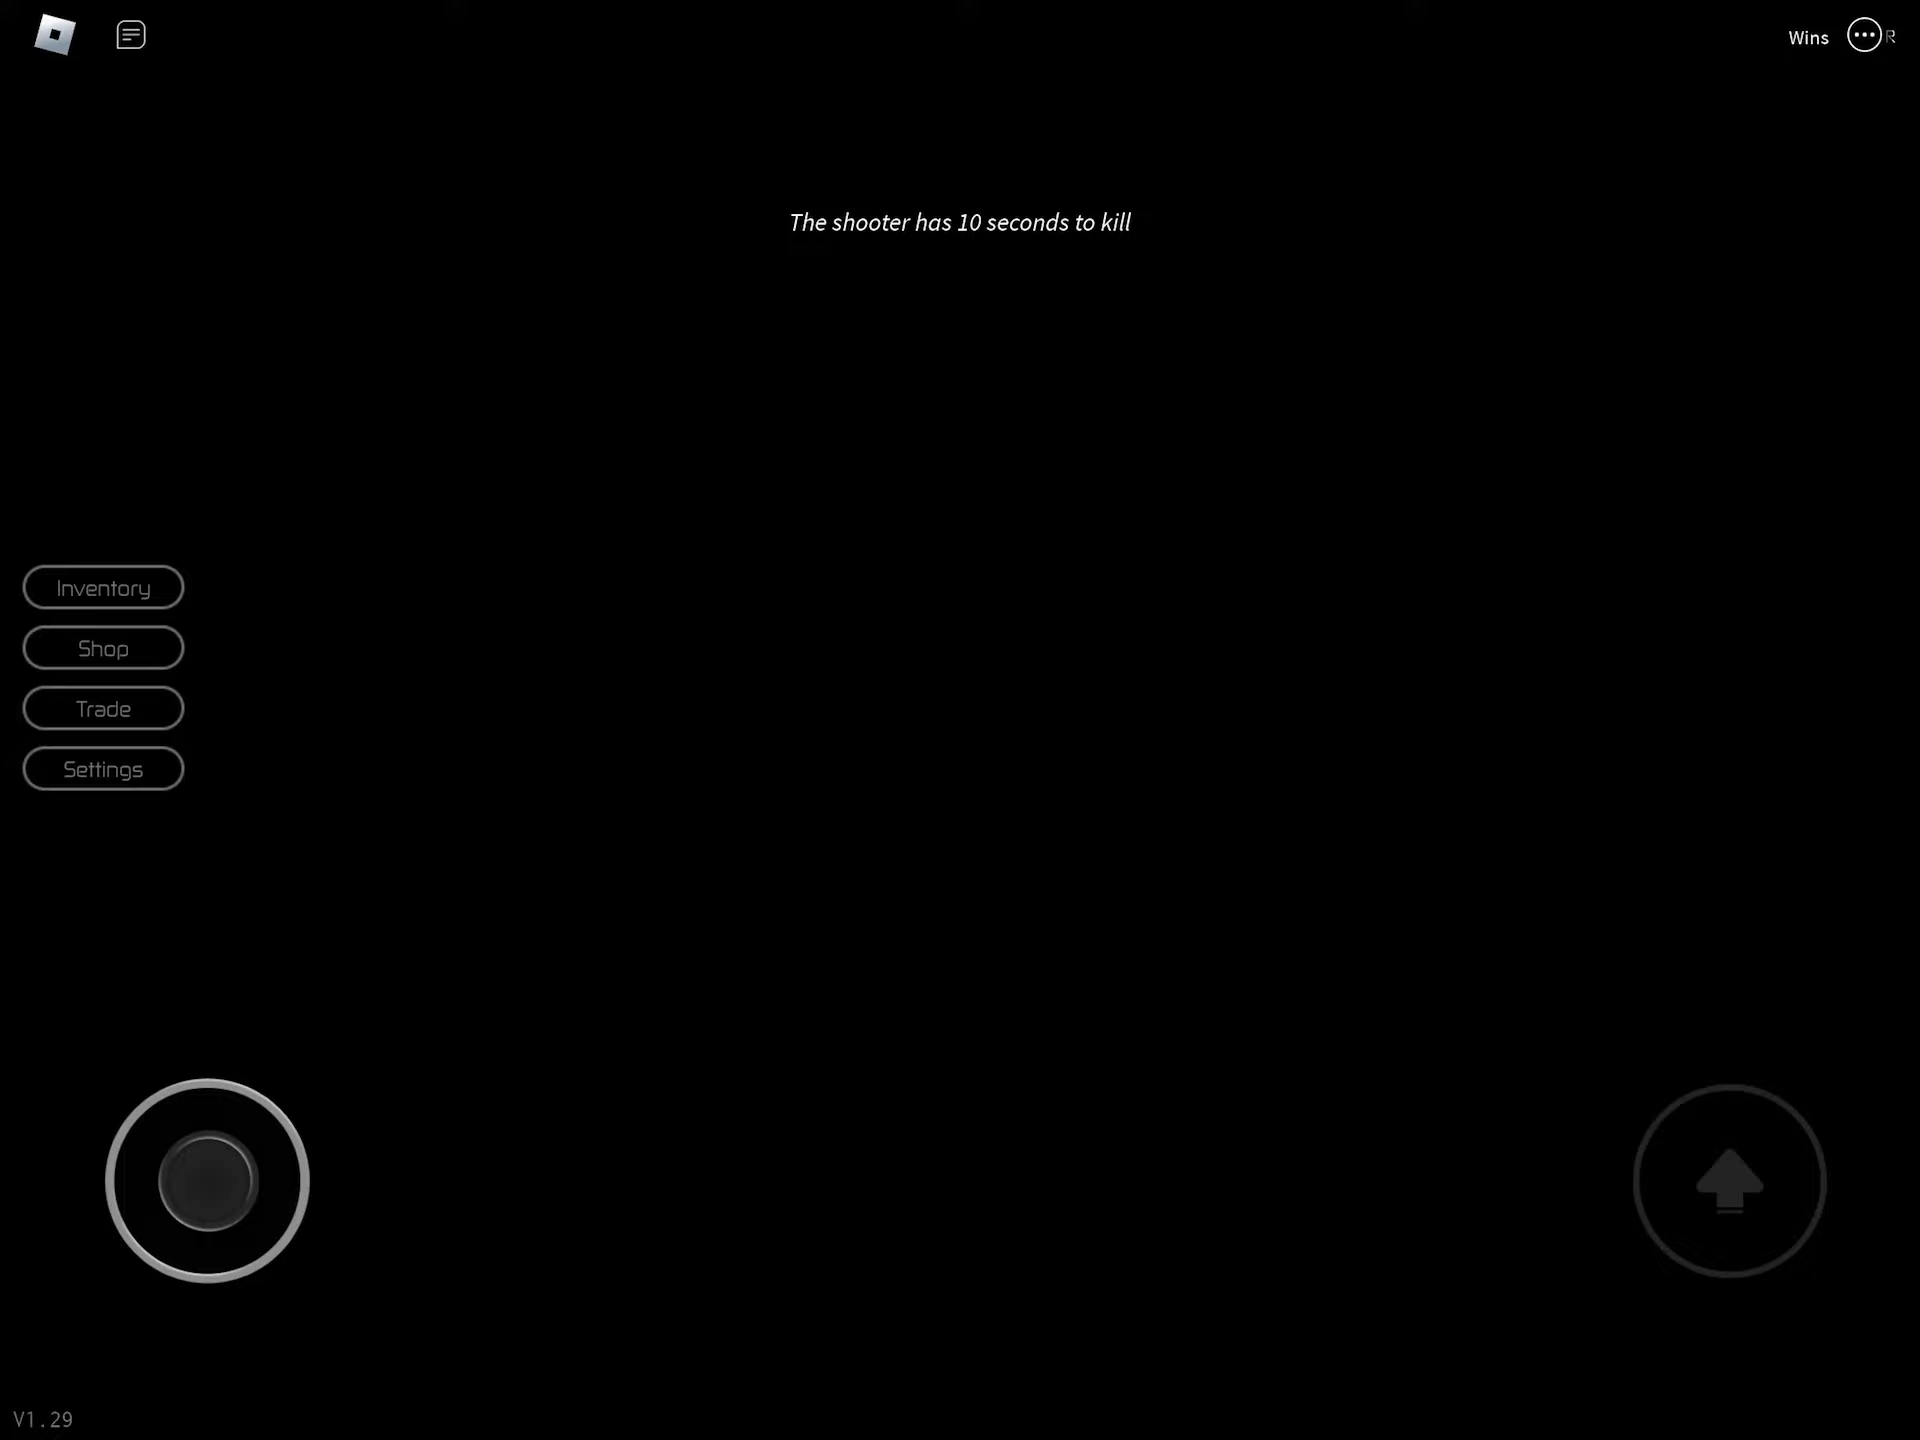 Wins
R
The shooter has 10 seconds to kill
Inventory
Shop
Trade
Settings
V1.29